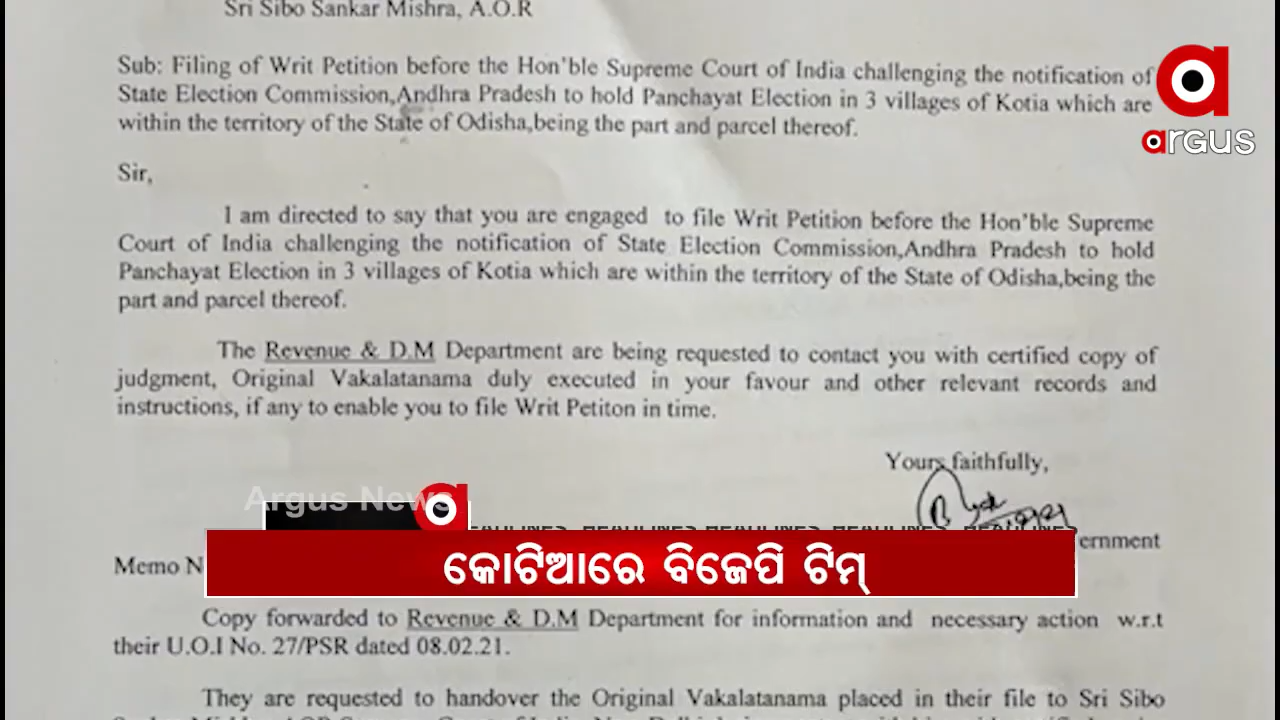 Sri Sibo Sankar Mishra, A.O.R
Sub: Filing of Writ Petition before the Hon'ble Supreme Court of India challenging the notification of
State Election Commission,Andhra Pradesh to hold Panchayat Election in 3 villages of Kotia which are
within the territory of the State of Odisha,being the part and parcel thereof.
argus
Sir,
I am directed to say that you are engaged to file Writ Petition before the Hon'ble Supreme
Court of India challenging the notification of State Election Commission,Andhra Pradesh to hold
Panchayat Election in 3 villages of Kotia which are within the territory of the State of Odisha,being the
part and parcel thereof.
The Revenue & D.M Department are being requested to contact you with certified copy of
judgment, Original Vakalatanama duly executed in your favour and other relevant records and
instructions, if any to enable you to file Writ Petiton in time.
Yours faithfully,
Argus News
HEADLINES HEADLINES HEADLINES HEADLINES HEADLINES
ernment
Memo N
କୋଟିଆରେ ବିଜେପି ଟିମ୍
Copy forwarded to Revenue & D.M Department for information and necessary action w.r.t
their U.O.I No. 27/PSR dated 08.02.21.
They are requested to handover the Original Vakalatanama placed in their file to Sri Sibo